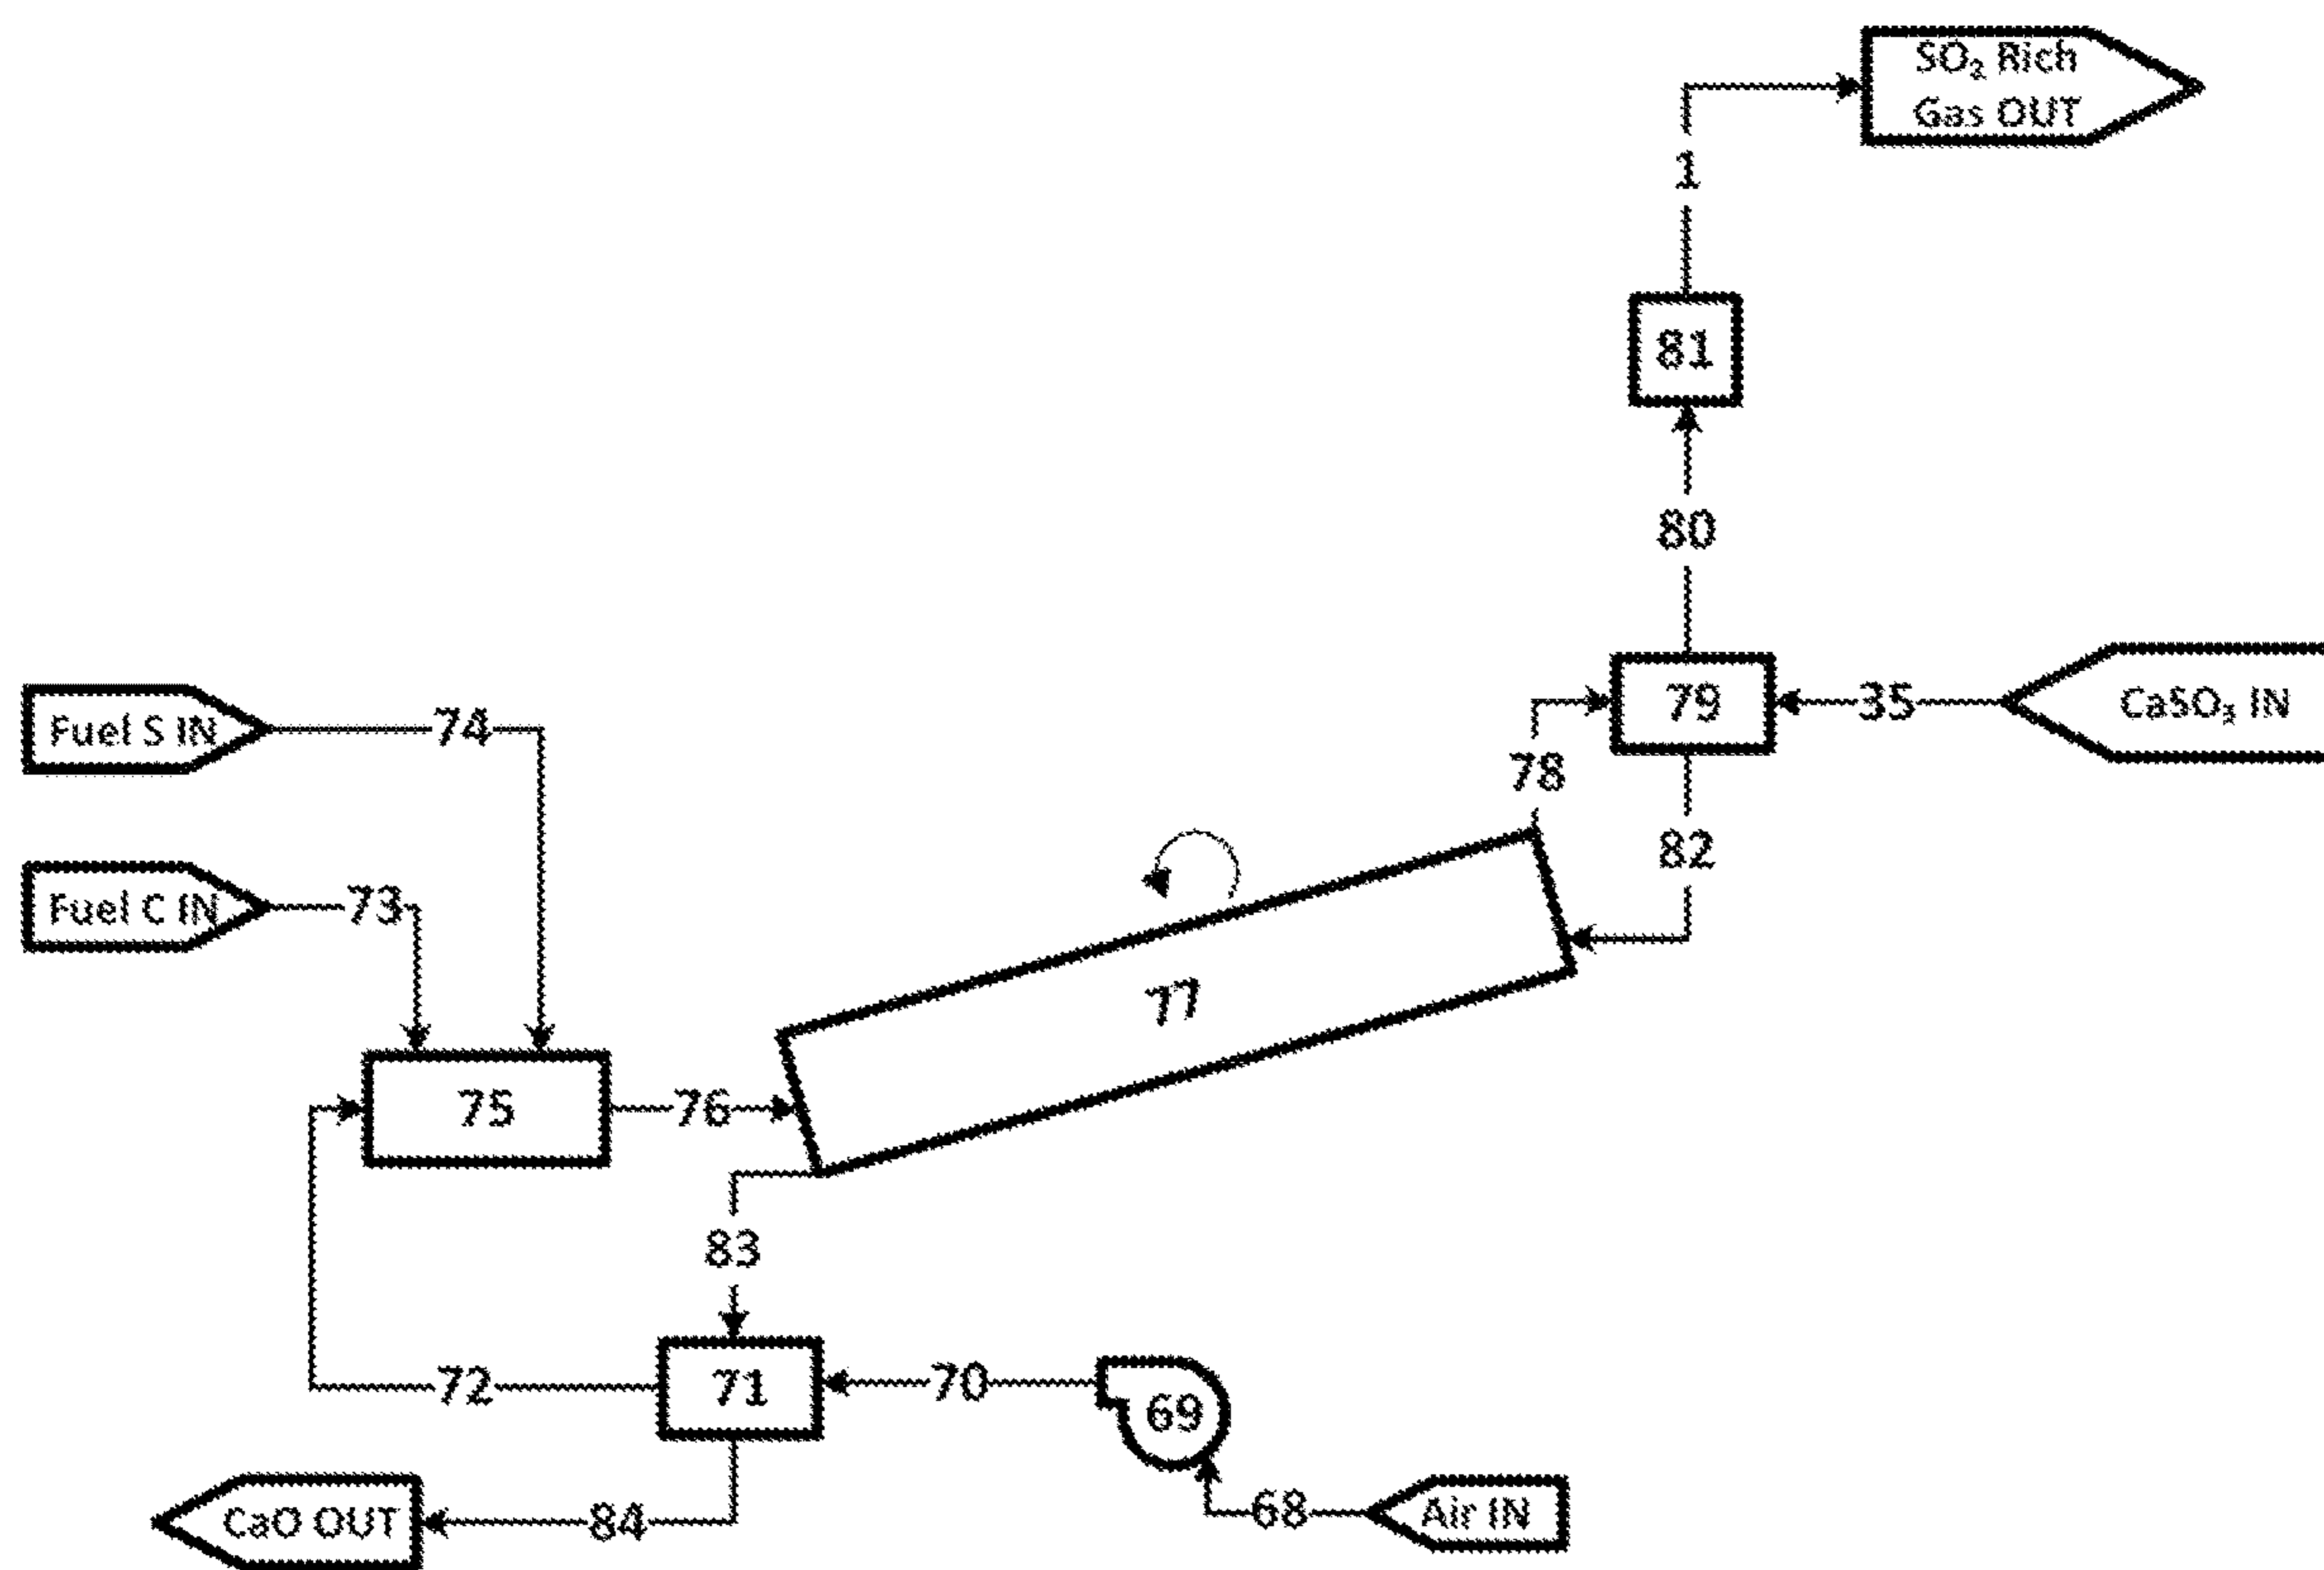 SO₂ Rich
Gas OUT
1
81
80
Fuel S IN
74
79
35
CaSO₃ IN
78
82
Fuel C IN
73
77
75
76
83
72
71
70
69
CaO OUT
84
68
Air IN